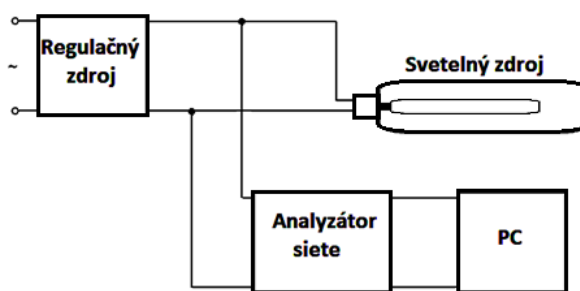 Regulačný
zdroj
~
Svetelný zdroj
Analyzátor
siete
PC